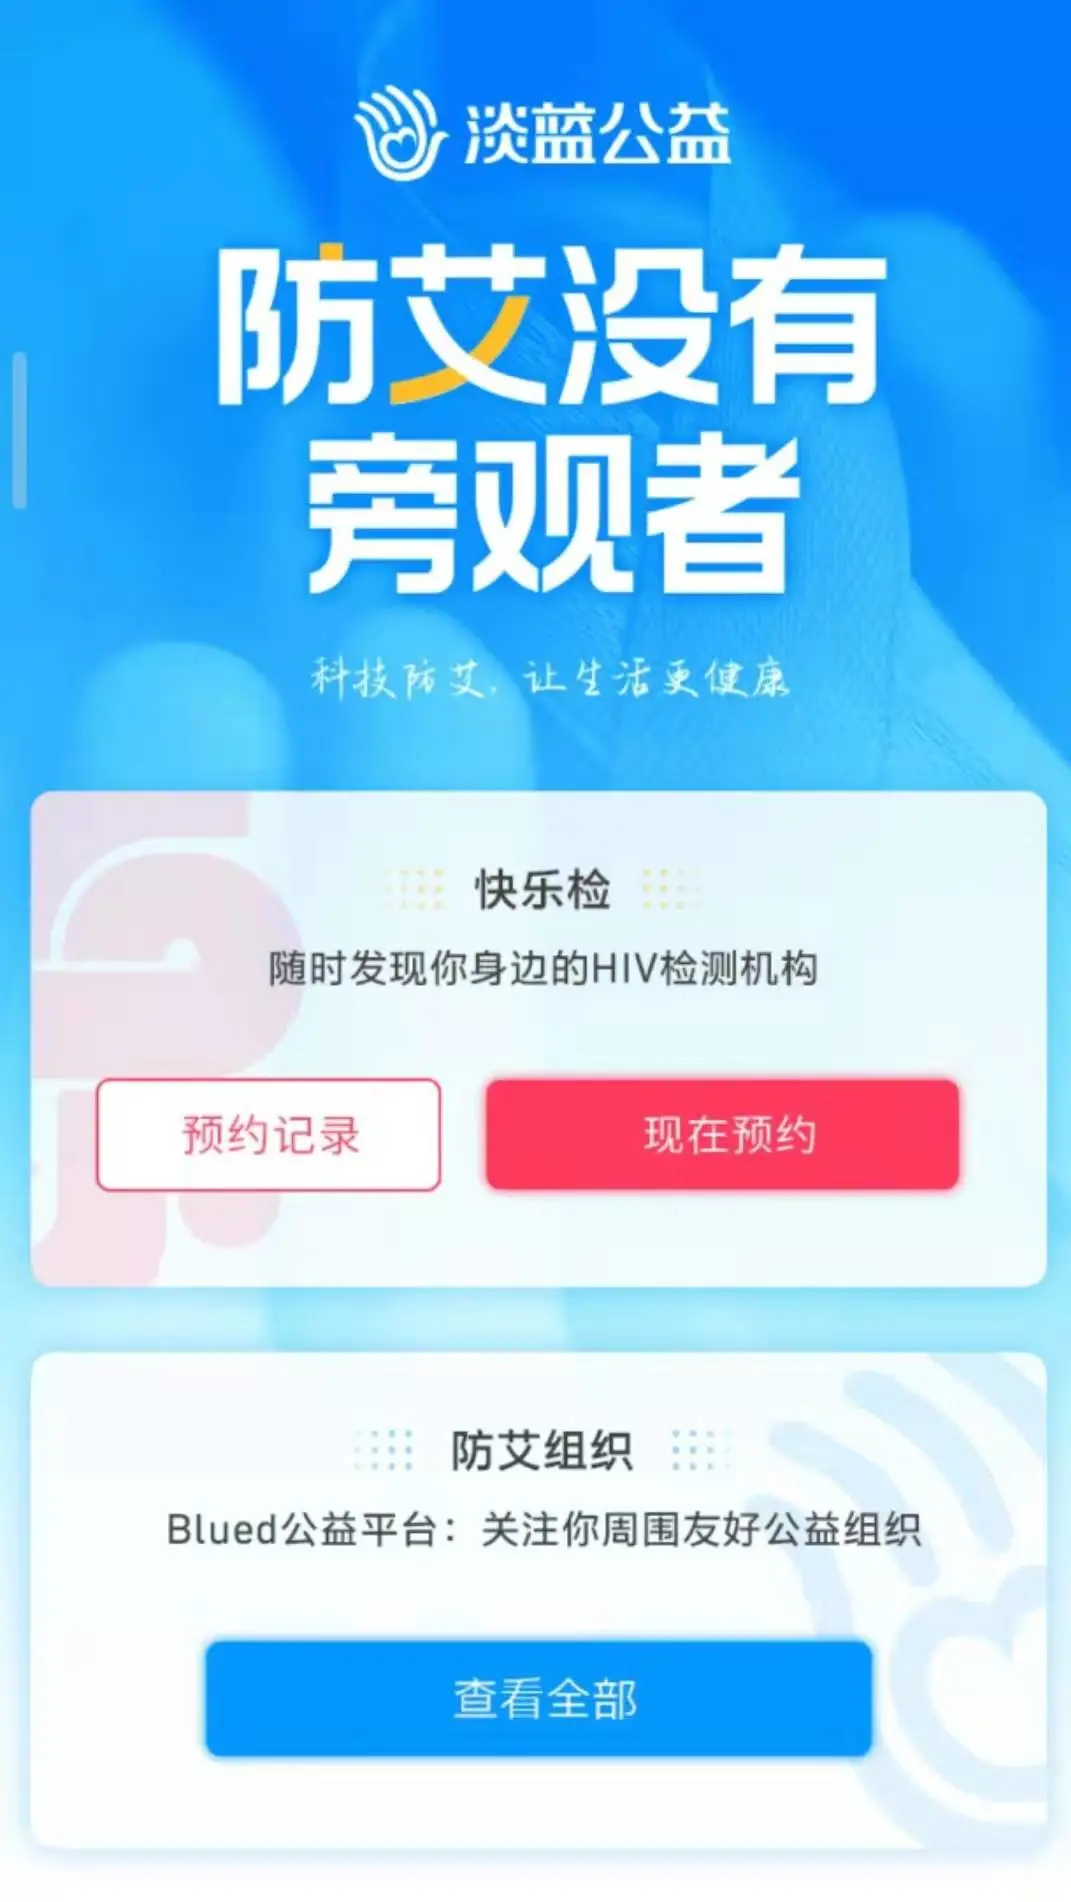 淡蓝公益
防艾没有
旁观者
科技防艾，让生活更健康
快乐检
随时发现你身边的HIV检测机构
预约记录
现在预约
防艾组织
Blued公益平台：关注你周围友好公益组织
查看全部